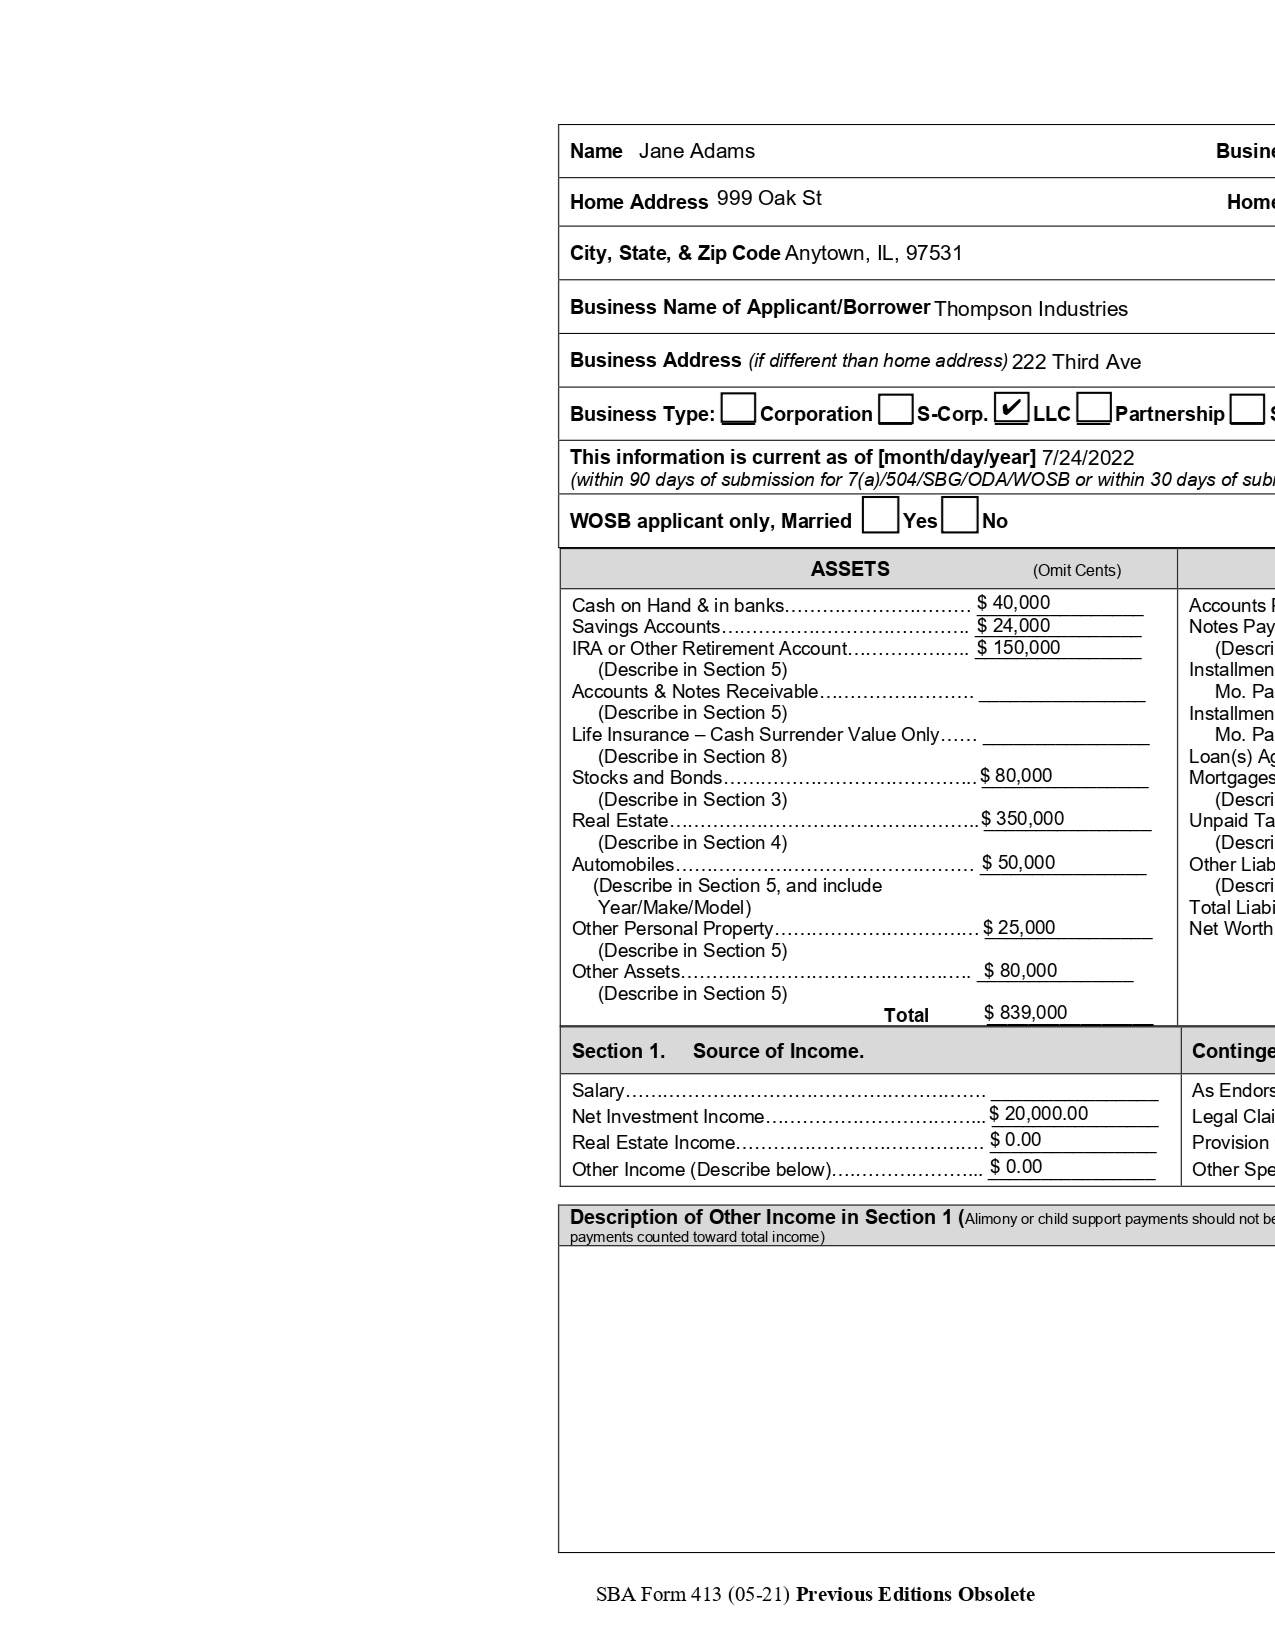 Name Jane Adams Busine
Home Address 999 Oak St Home
City, State, & Zip Code Anytown, IL, 97531
Business Name of Applicant/Borrower Thompson Industries
Business Address (if different than home address) 222 Third Ave
Business Type: Corporation S-Corp. ✔ LLC Partnership S
This information is current as of [month/day/year] 7/24/2022
(within 90 days of submission for 7(a)/504/SBG/ODA/WOSB or within 30 days of sub
WOSB applicant only, Married Yes No
ASSETS (Omit Cents)
Cash on Hand & in banks……………………… $ 40,000 Accounts P
Savings Accounts………………………………. $ 24,000 Notes Pay
IRA or Other Retirement Account…………….. $ 150,000 (Descri
(Describe in Section 5) Installmen
Accounts & Notes Receivable…………………. Mo. Pa
(Describe in Section 5) Installmen
Life Insurance – Cash Surrender Value Only…… Mo. Pa
(Describe in Section 8) Loan(s) Ag
Stocks and Bonds……………………………….. $ 80,000 Mortgages
(Describe in Section 3) (Descri
Real Estate……………………………………….. $ 350,000 Unpaid Ta
(Describe in Section 4) (Descri
Automobiles……………………………………… $ 50,000 Other Liab
(Describe in Section 5, and include (Descri
Year/Make/Model) Total Liabi
Other Personal Property………………………… $ 25,000 Net Worth
(Describe in Section 5)
Other Assets……………………………………. $ 80,000
(Describe in Section 5)
Total $ 839,000
Section 1. Source of Income. Continge
Salary……………………………………………… As Endors
Net Investment Income…………………………... $ 20,000.00 Legal Clai
Real Estate Income………………………………. $ 0.00 Provision
Other Income (Describe below)…………………... $ 0.00 Other Spe
Description of Other Income in Section 1 (Alimony or child support payments should not be
payments counted toward total income)
SBA Form 413 (05-21) Previous Editions Obsolete